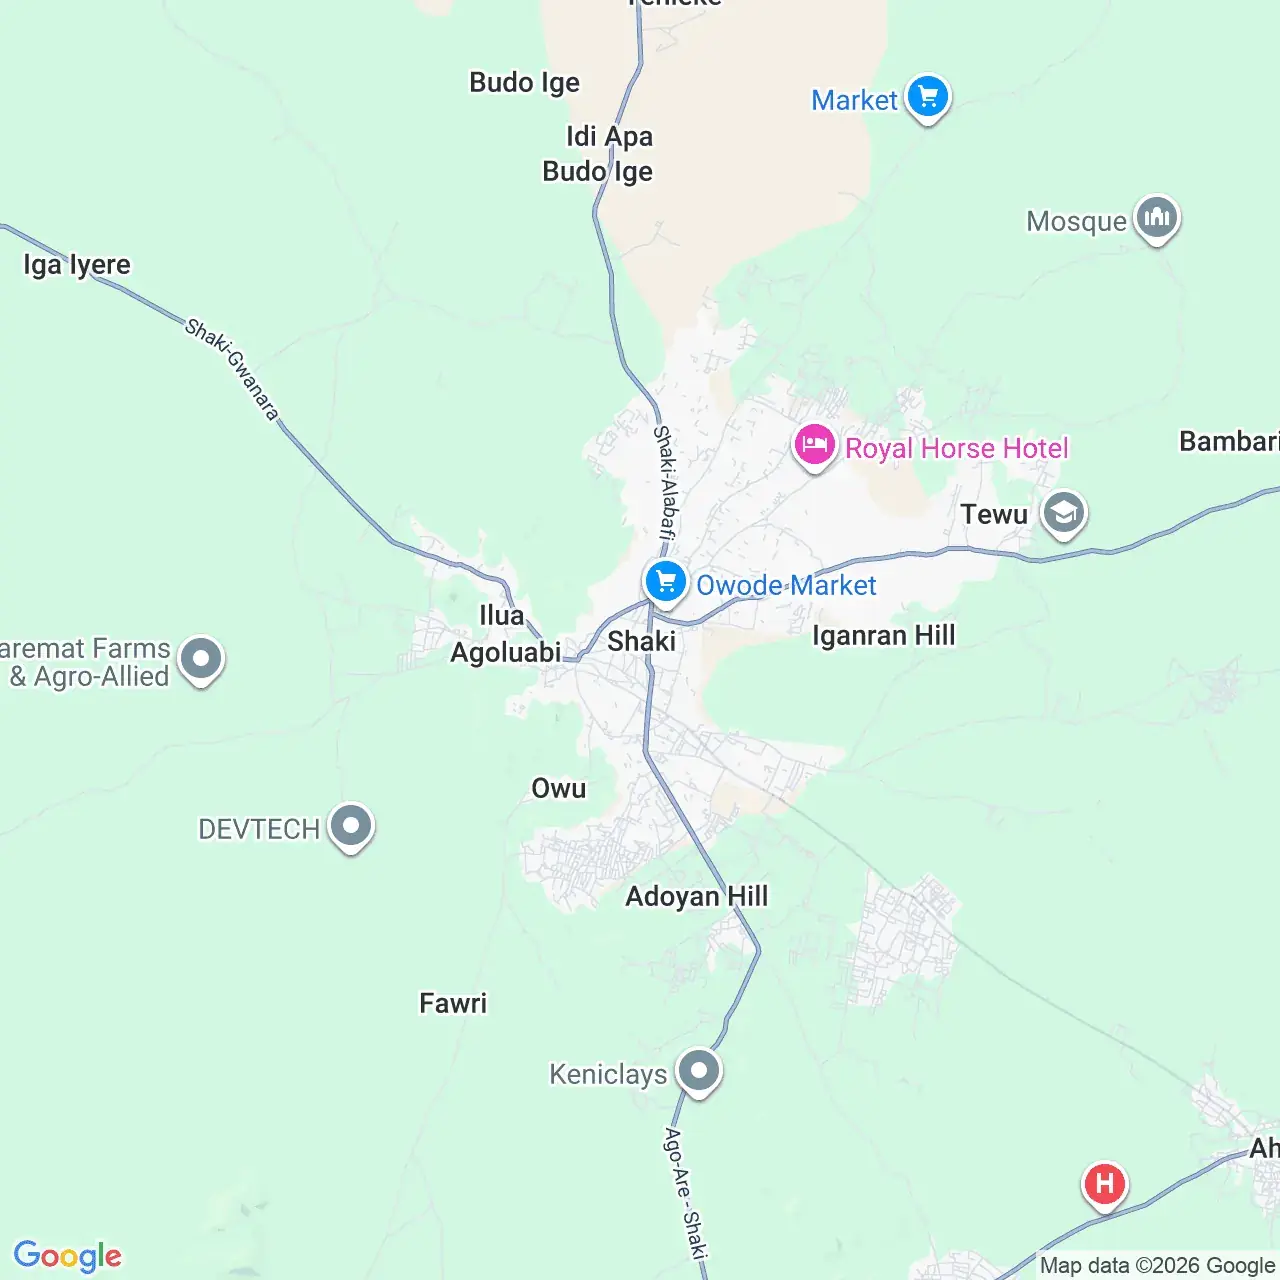 Budo Ige
Market
Idi Apa
Budo Ige
Mosque
Iga Iyere
Shaki-Gwanara
Shaki-Alabafi
Royal Horse Hotel
Bambari
Tewu
Owode Market
Ilua
Agoluabi
Shaki
Iganran Hill
aremat Farms
& Agro-Allied
Owu
DEVTECH
Adoyan Hill
Fawri
Keniclays
Ago-Are - Shaki
Ah
H
Google
Map data ©2026 Google